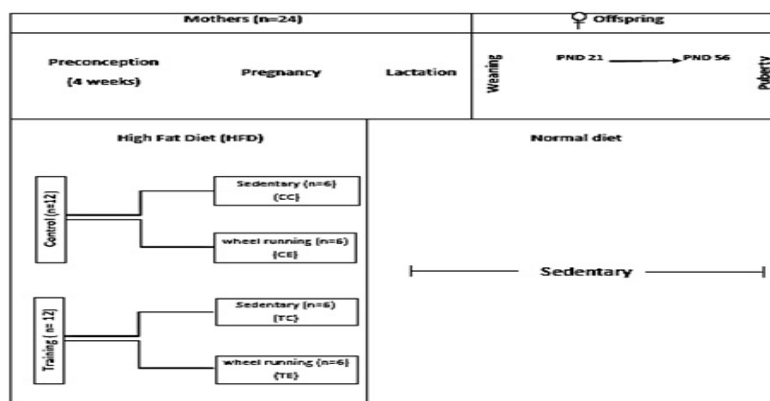 Mothers (n=24)
♀ Offspring
Preconception
(4 weeks)
Pregnancy
Lactation
Weaning
PND 21
PND 56
Puberty
High Fat Diet (HFD)
Normal diet
Control (n=12)
Sedentary (n=6)
(CC)
wheel running (n=6)
(CE)
Sedentary
Training ( n= 12)
Sedentary (n=6)
(TC)
wheel running (n=6)
(TE)